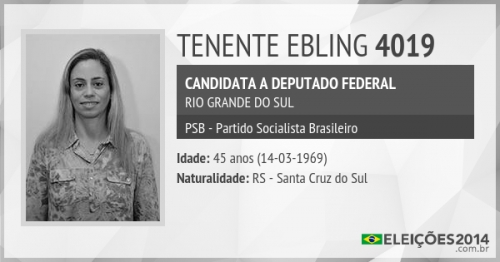 TENENTE EBLING 4019
CANDIDATA A DEPUTADO FEDERAL
RIO GRANDE DO SUL
PSB - Partido Socialista Brasileiro
Idade: 45 anos (14-03-1969)
Naturalidade: RS - Santa Cruz do Sul
ELEIÇÕES2014
.com.br